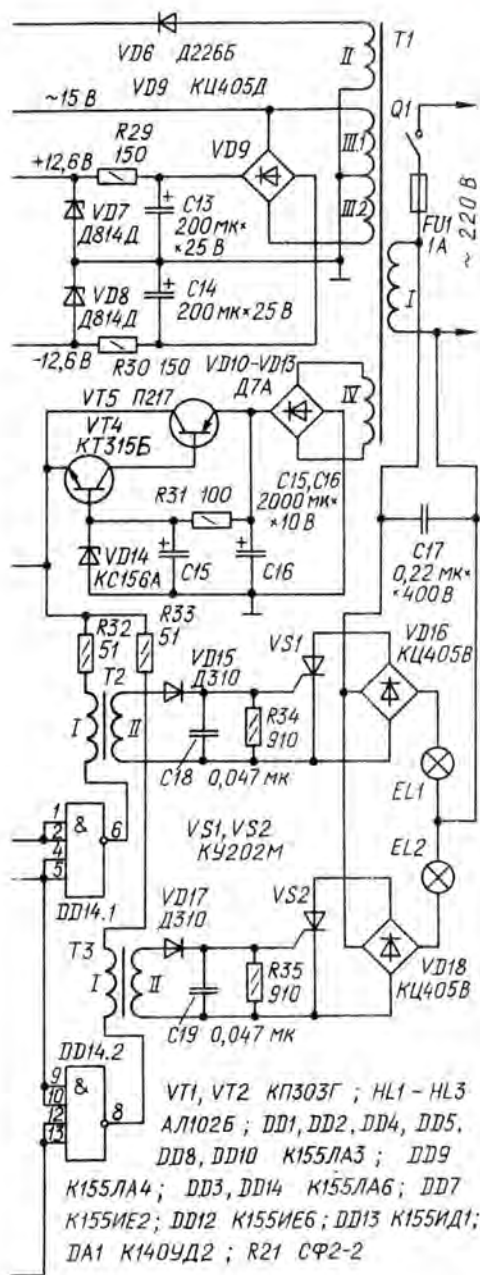 VD6 Д226Б
II
T1
VD9 КЦ405Д
~15 В
R29
150
+12,6 В
VD9
III.1
III.2
Q1
FU1
1А
~ 220 В
I
VD7
Д814Д
+
C13
200 мк×
×25 В
VD8
Д814Д
+
C14
200 мк×25 В
-12,6 В
R30 150
VD10-VD13
Д7А
IV
VT5 П217
VT4
КТ315Б
R31 100
C15, C16
2000 мк×
×10 В
VD14
КС156А
+
C15
+
C16
C17
0,22 мк×
×400 В
R32
51
R33
51
T2
I
II
VD15
Д310
VS1
VD16
КЦ405В
R34
910
C18 0,047 мк
EL1
EL2
1
2
4
5
&
6
DD14.1
VS1, VS2
КУ202М
VD17
Д310
VS2
T3
I
II
R35
910
VD18
КЦ405В
C19 0,047 мк
DD14.2
9
10
12
13
&
8
VT1, VT2 КП303Г ; HL1 - HL3
АЛ102Б ; DD1, DD2, DD4, DD5,
DD8, DD10 К155ЛА3 ; DD9
К155ЛА4; DD3, DD14 К155ЛА6; DD7
К155ИЕ2; DD12 К155ИЕ6; DD13 К155ИД1;
DA1 К140УД2 ; R21 СФ2-2